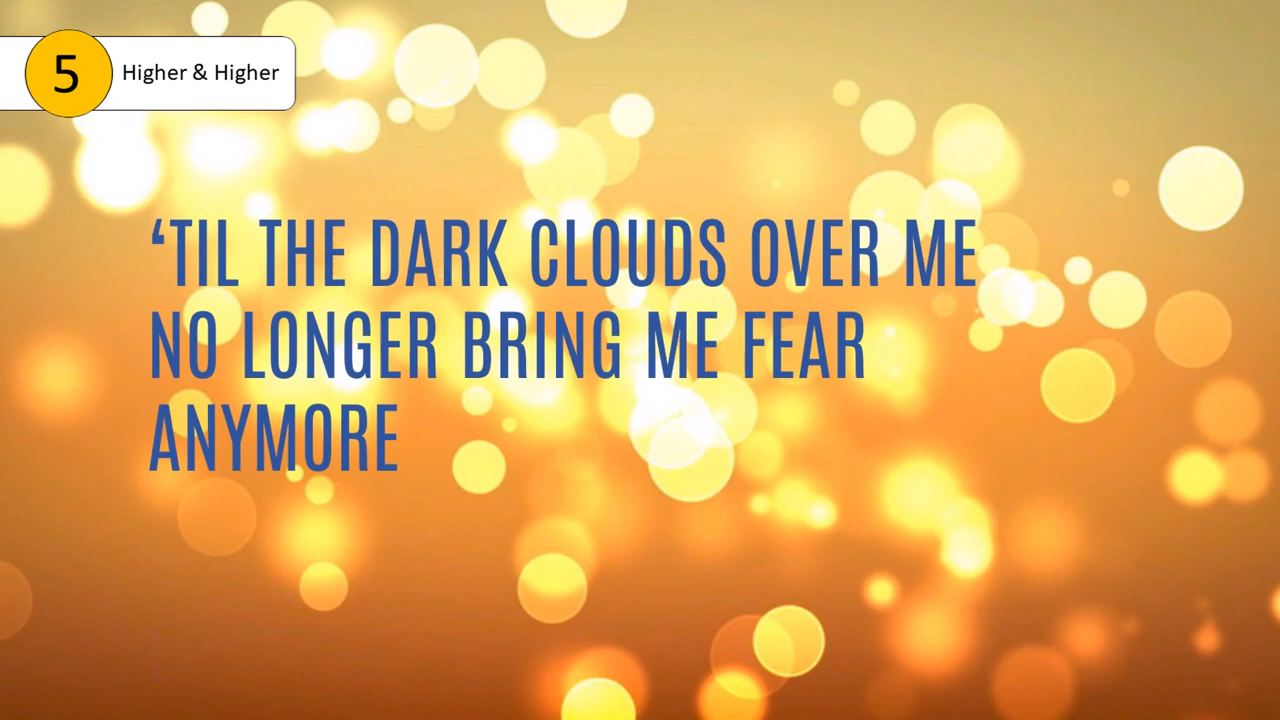 5
Higher & Higher
‘TIL THE DARK CLOUDS OVER ME
NO LONGER BRING ME FEAR
ANYMORE